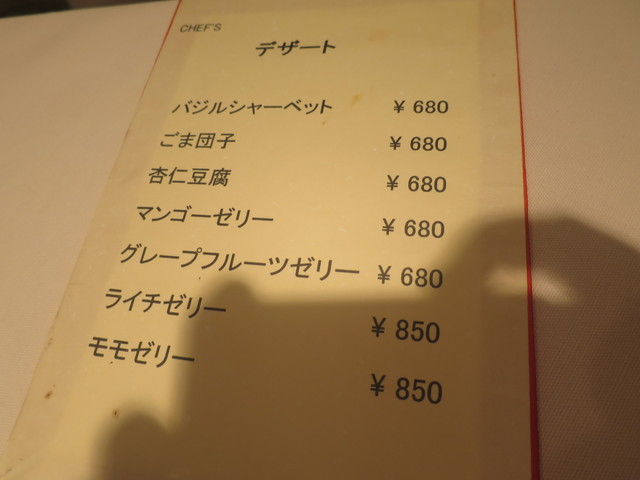 CHEF'S
デザート
バジルシャーベット ¥ 680
ごま団子 ¥ 680
杏仁豆腐 ¥ 680
マンゴーゼリー ¥ 680
グレープフルーツゼリー ¥ 680
ライチゼリー ¥ 850
モモゼリー ¥ 850